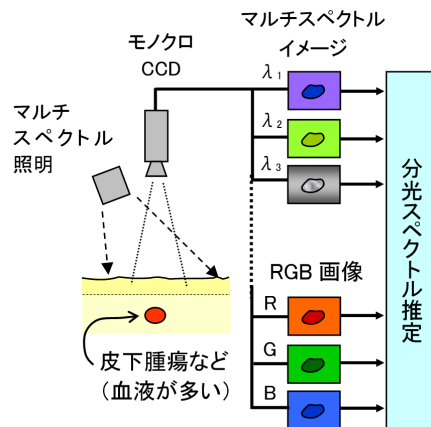 マルチスペクトル
イメージ
モノクロ
CCD
マルチ
スペクトル
照明
λ1
λ2
λ3
分光スペクトル推定
RGB 画像
R
G
B
皮下腫瘍など
（血液が多い）